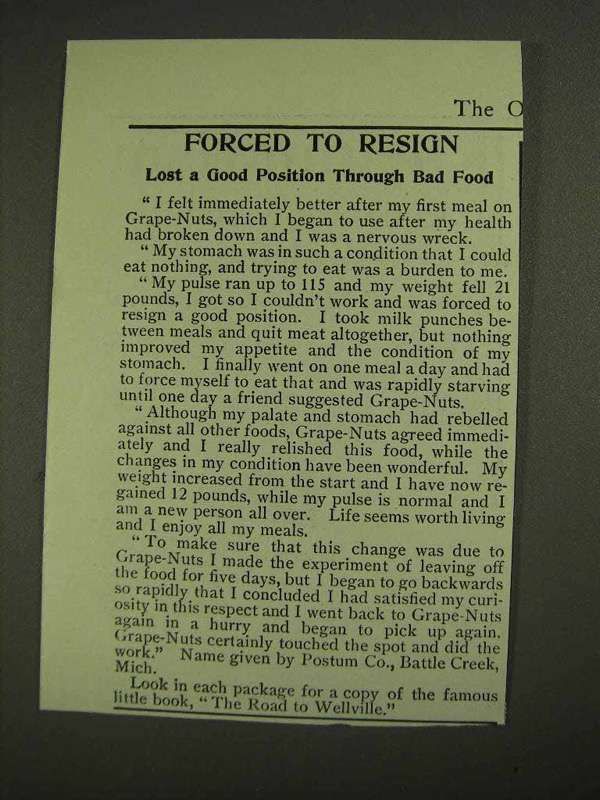 The O
FORCED TO RESIGN
Lost a Good Position Through Bad Food
"I felt immediately better after my first meal on
Grape-Nuts, which I began to use after my health
had broken down and I was a nervous wreck.
"My stomach was in such a condition that I could
eat nothing, and trying to eat was a burden to me.
"My pulse ran up to 115 and my weight fell 21
pounds, I got so I couldn't work and was forced to
resign a good position. I took milk punches be-
tween meals and quit meat altogether, but nothing
improved my appetite and the condition of my
stomach. I finally went on one meal a day and had
to force myself to eat that and was rapidly starving
until one day a friend suggested Grape-Nuts.
"Although my palate and stomach had rebelled
against all other foods, Grape-Nuts agreed immedi-
ately and I really relished this food, while the
changes in my condition have been wonderful. My
weight increased from the start and I have now re-
gained 12 pounds, while my pulse is normal and I
am a new person all over. Life seems worth living
and I enjoy all my meals.
"To make sure that this change was due to
Grape-Nuts I made the experiment of leaving off
the food for five days, but I began to go backwards
so rapidly that I concluded I had satisfied my curi-
osity in this respect and I went back to Grape-Nuts
again in a hurry and began to pick up again.
Grape-Nuts certainly touched the spot and did the
work." Name given by Postum Co., Battle Creek,
Mich.
Look in each package for a copy of the famous
little book, "The Road to Wellville."